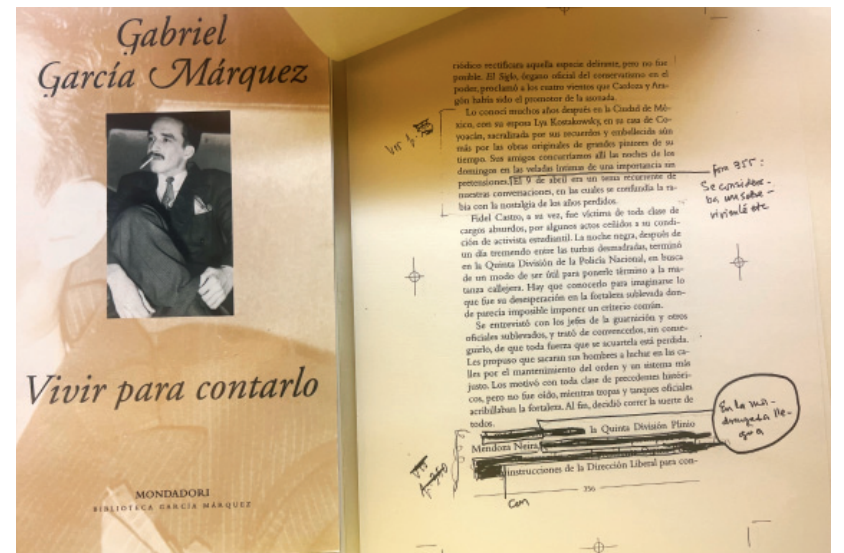 Gabriel
García Márquez
Vivir para contarlo
MONDADORI
BIBLIOTECA GARCÍA MÁRQUEZ
riódico rectificara aquella especie delirante, pero no fue
posible. El Siglo, órgano oficial del conservatismo en el
poder, proclamó a los cuatro vientos que Cardoza y Ara-
gón había sido el promotor de la asonada.
Lo conocí muchos años después en la Ciudad de Mé-
xico, con su esposa Lya Kostakowsky, en su casa de Co-
yoacán, sacralizada por sus recuerdos y embellecida aún
más por las obras originales de grandes pintores de su
tiempo. Sus amigos concurríamos allí las noches de los
domingos en las veladas íntimas de una importancia sin
pretensiones. El 9 de abril era un tema recurrente de
nuestras conversaciones, en las cuales se confundía la ra-
bia con la nostalgia de los años perdidos.
Fidel Castro, a su vez, fue víctima de toda clase de
cargos absurdos, por algunos actos ceñidos a su condi-
ción de activista estudiantil. La noche negra, después de
un día tremendo entre las turbas desmadradas, terminó
en la Quinta División de la Policía Nacional, en busca
de un modo de ser útil para ponerle término a la ma-
tanza callejera. Hay que conocerlo para imaginarse lo
que fue su desesperación en la fortaleza sublevada don-
de parecía imposible imponer un criterio común.
Se entrevistó con los jefes de la guarnición y otros
oficiales sublevados, y trató de convencerlos, sin conse-
guirlo, de que toda fuerza que se acuartela está perdida.
Les propuso que sacaran sus hombres a luchar en las ca-
lles por el mantenimiento del orden y un sistema más
justo. Los motivó con toda clase de precedentes históri-
cos, pero no fue oído, mientras tropas y tanques oficiales
acribillaban la fortaleza. Al fin, decidió correr la suerte de
todos.
la Quinta División Plinio
Mendoza Neira
instrucciones de la Dirección Liberal para con-
356
355:
Se considera-
ba un sobre-
viviente etc
En la ma-
drugada lle-
gó a
Con